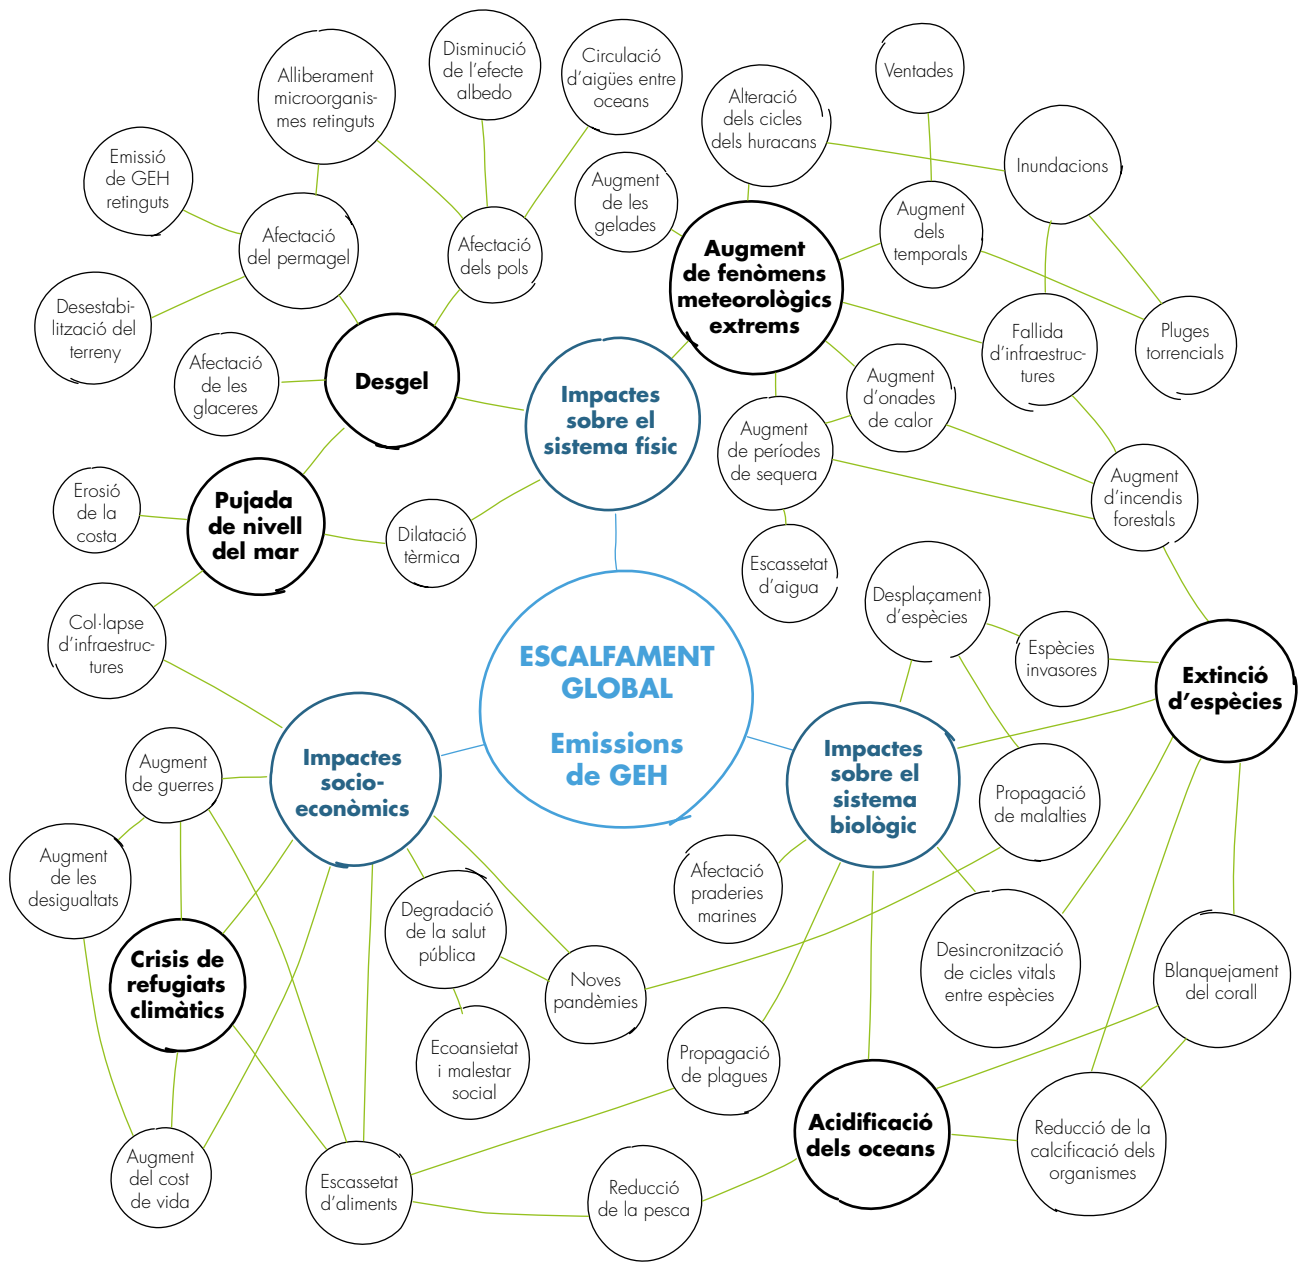 Alliberament
microorganis-
mes retinguts
Disminució
de l’efecte
albedo
Circulació
d’aigües entre
oceans
Alteració
dels cicles
dels huracans
Ventades
Inundacions
Emissió
de GEH
retinguts
Afectació
del permagel
Afectació
dels pols
Augment
de les
gelades
Augment
de fenòmens
meteorològics
extrems
Augment
dels
temporals
Desestabi-
lització del
terreny
Afectació
de les
glaceres
Desgel
Impactes
sobre el
sistema físic
Fallida
d’infraestruc-
tures
Pluges
torrencials
Augment
d’onades
de calor
Augment
de períodes
de sequera
Augment
d’incendis
forestals
Erosió
de la
costa
Pujada
de nivell
del mar
Dilatació
tèrmica
Escassetat
d’aigua
Col·lapse
d’infraestruc-
tures
ESCALFAMENT
GLOBAL
Emissions
de GEH
Desplaçament
d’espècies
Espècies
invasores
Extinció
d’espècies
Augment
de guerres
Impactes
socio-
econòmics
Impactes
sobre el
sistema
biològic
Propagació
de malalties
Augment
de les
desigualtats
Degradació
de la salut
pública
Afectació
praderies
marines
Crisis de
refugiats
climàtics
Noves
pandèmies
Desincronització
de cicles vitals
entre espècies
Blanquejament
del corall
Ecoansietat
i malestar
social
Propagació
de plagues
Acidificació
dels oceans
Reducció de la
calcificació dels
organismes
Augment
del cost
de vida
Escassetat
d’aliments
Reducció
de la pesca